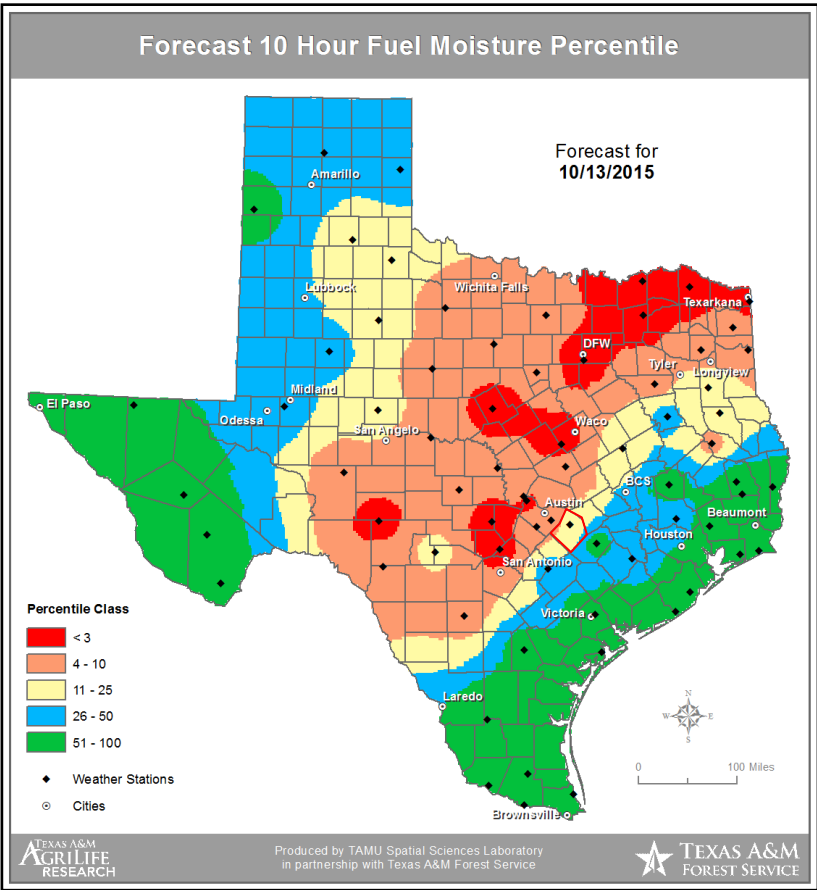 Forecast 10 Hour Fuel Moisture Percentile
Forecast for
10/13/2015
Amarillo
Lubbock
Wichita Falls
Texarkana
DFW
Tyler
Longview
El Paso
Midland
Odessa
San Angelo
Waco
Austin
BCS
Beaumont
Houston
San Antonio
Victoria
Laredo
Brownsville
Percentile Class
< 3
4 - 10
11 - 25
26 - 50
51 - 100
Weather Stations
Cities
N
W E
S
0 100 Miles
TEXAS A&M
AGRILIFE
RESEARCH
Produced by TAMU Spatial Sciences Laboratory
in partnership with Texas A&M Forest Service
TEXAS A&M
FOREST SERVICE